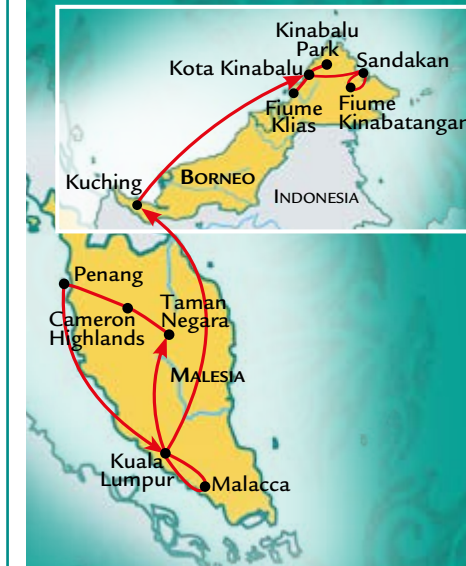 Kinabalu
Park
Kota Kinabalu
Sandakan
Fiume
Klias
Fiume
Kinabatangan
BORNEO
INDONESIA
Kuching
Penang
Taman
Negara
Cameron
Highlands
MALESIA
Kuala
Lumpur
Malacca